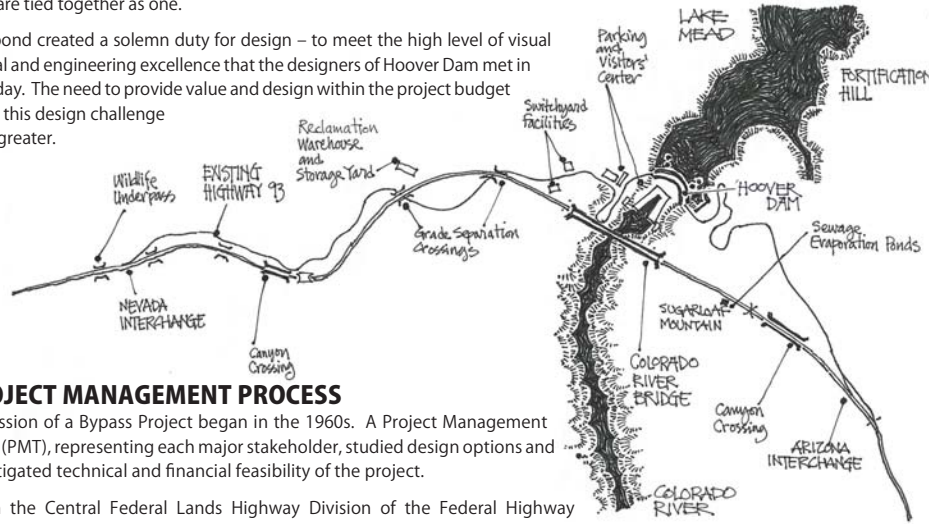 are tied together as one.
bond created a solemn duty for design – to meet the high level of visual
al and engineering excellence that the designers of Hoover Dam met in
day. The need to provide value and design within the project budget
this design challenge
greater.
LAKE
MEAD
Parking
and
Visitors'
Center
FORTIFICATION
HILL
Switchyard
Facilities
Reclamation
Warehouse
and
Storage Yard
EXISTING
HIGHWAY 93
Wildlife
Underpass
HOOVER
DAM
Grade Separation
Crossings
Sewage
Evaporation Ponds
NEVADA
INTERCHANGE
SUGARLOAF
MOUNTAIN
Canyon
Crossing
COLORADO
RIVER
BRIDGE
Canyon
Crossing
ARIZONA
INTERCHANGE
COLORADO
RIVER
OJECT MANAGEMENT PROCESS
ussion of a Bypass Project began in the 1960s. A Project Management
(PMT), representing each major stakeholder, studied design options and
tigated technical and financial feasibility of the project.
the Central Federal Lands Highway Division of the Federal Highway